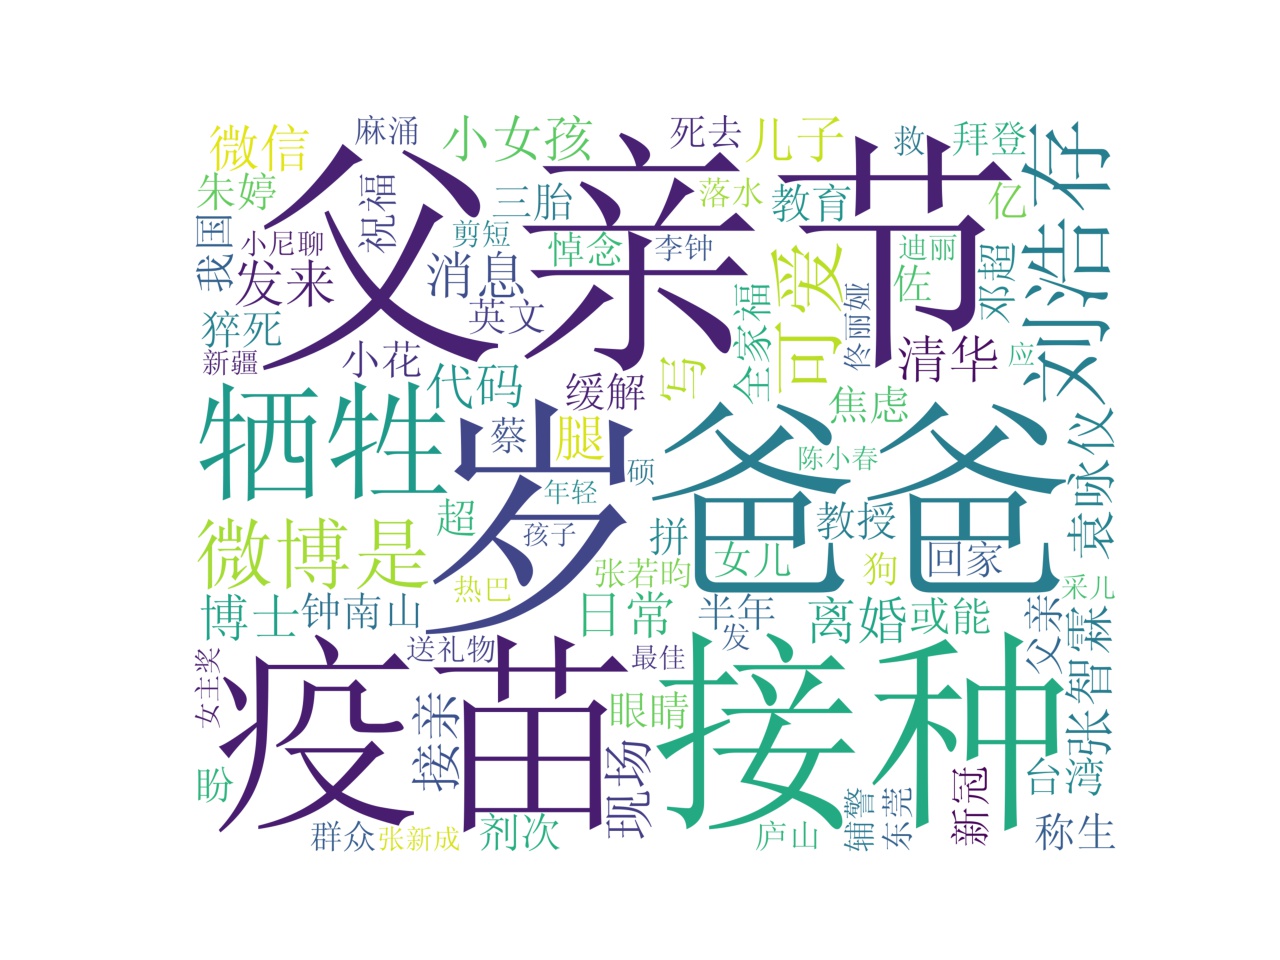 父亲节
微信
麻涌
小女孩
死去
儿子
救
拜登
刘浩存
朱婷
祝福
三胎
落水
教育
亿
我国
小尼聊
剪短
悼念
李钟
迪丽
发来
消息
佐
邓超
猝死
英文
全家福
可爱
佟丽娅
清华
新疆
小花
代码
缓解
写
焦虑
应
牺牲
岁
爸爸
蔡
腿
硕
陈小春
袁咏仪
年轻
微博是
超
孩子
拼
教授
张若昀
女儿
狗
回家
热巴
采儿
博士
钟南山
日常
半年
离婚
或能
父亲
张智霖
发
送礼物
最佳
疫苗
接种
女主奖
接亲
眼睛
现场
盼
台湾
新冠
群众
张新成
剂次
庐山
辅警
东莞
称生